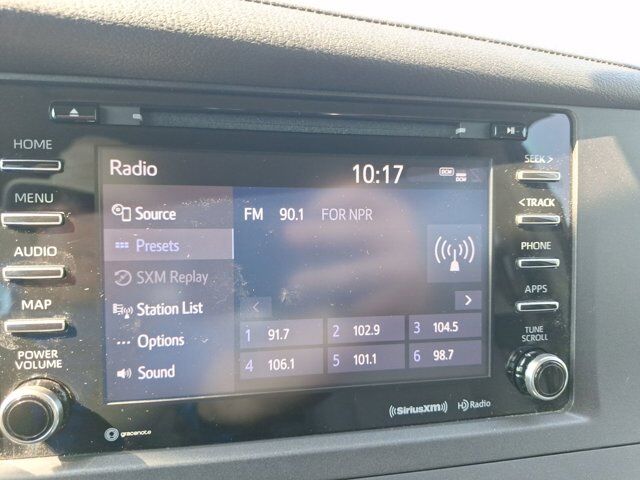 HOME
MENU
AUDIO
MAP
POWER
VOLUME
Radio
10:17
DCM
DCM
Source
Presets
SXM Replay
Station List
Options
Sound
FM 90.1 FOR NPR
1 91.7 2 102.9 3 104.5
4 106.1 5 101.1 6 98.7
SEEK >
< TRACK
PHONE
APPS
TUNE
SCROLL
gracenote
SiriusXM
HD Radio